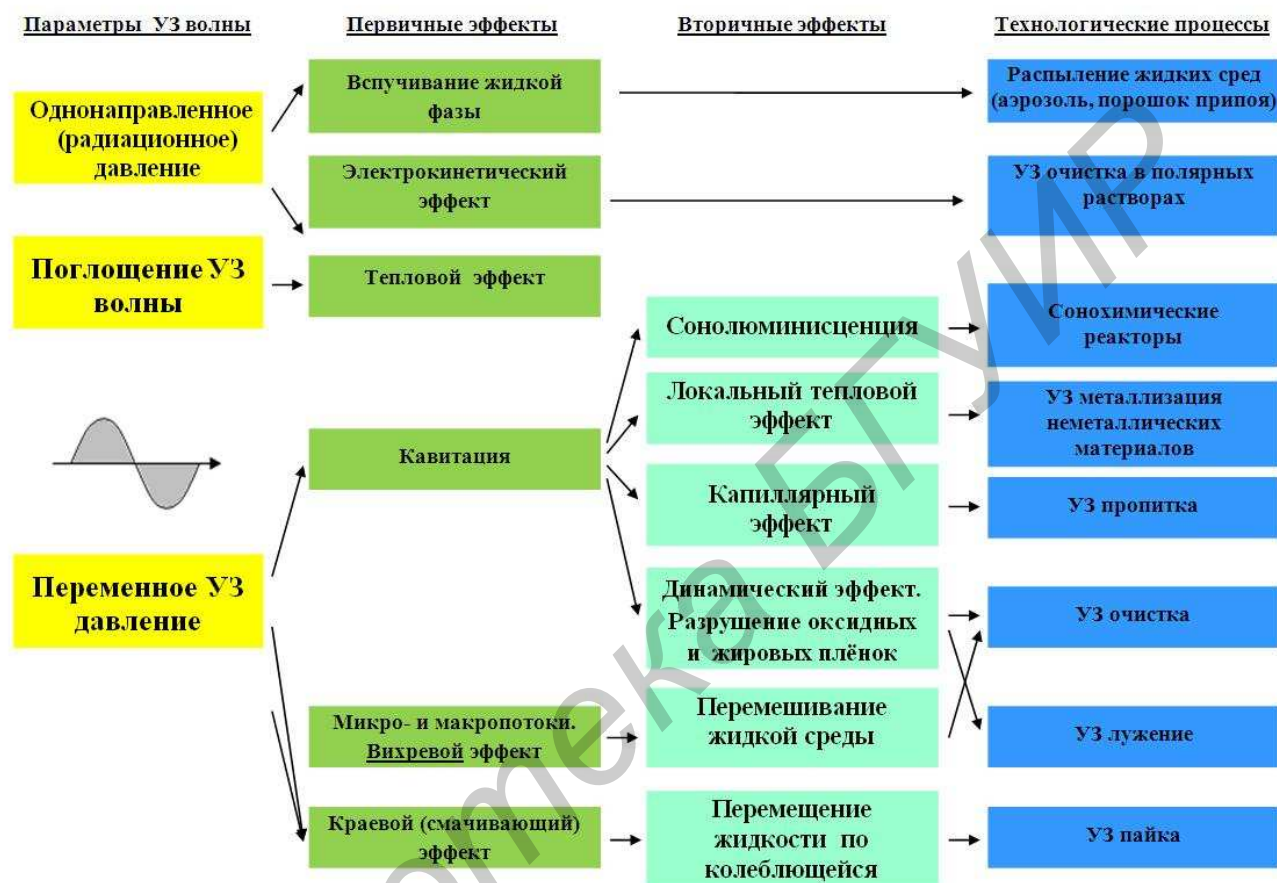 Параметры УЗ волны
Первичные эффекты
Вторичные эффекты
Технологические процессы
Однонаправленное
(радиационное)
давление
Вспучивание жидкой
фазы
Распыление жидких сред
(аэрозоль, порошок припоя)
Электрокинетический
эффект
УЗ очистка в полярных
растворах
Поглощение УЗ
волны
Тепловой эффект
Сонолюминисценция
Сонохимические
реакторы
Локальный тепловой
эффект
УЗ металлизация
неметаллических
материалов
Кавитация
Капиллярный
эффект
УЗ пропитка
Переменное УЗ
давление
Динамический эффект.
Разрушение оксидных
и жировых плёнок
УЗ очистка
Микро- и макропотоки.
Вихревой эффект
Перемешивание
жидкой среды
УЗ лужение
Краевой (смачивающий)
эффект
Перемещение
жидкости по
колеблющейся
УЗ пайка
отека БГУИР